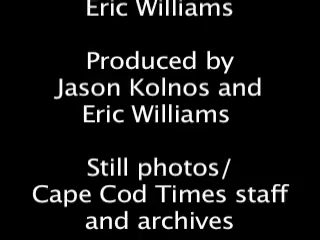 Eric Williams
Produced by
Jason Kolnos and
Eric Williams
Still photos/
Cape Cod Times staff
and archives